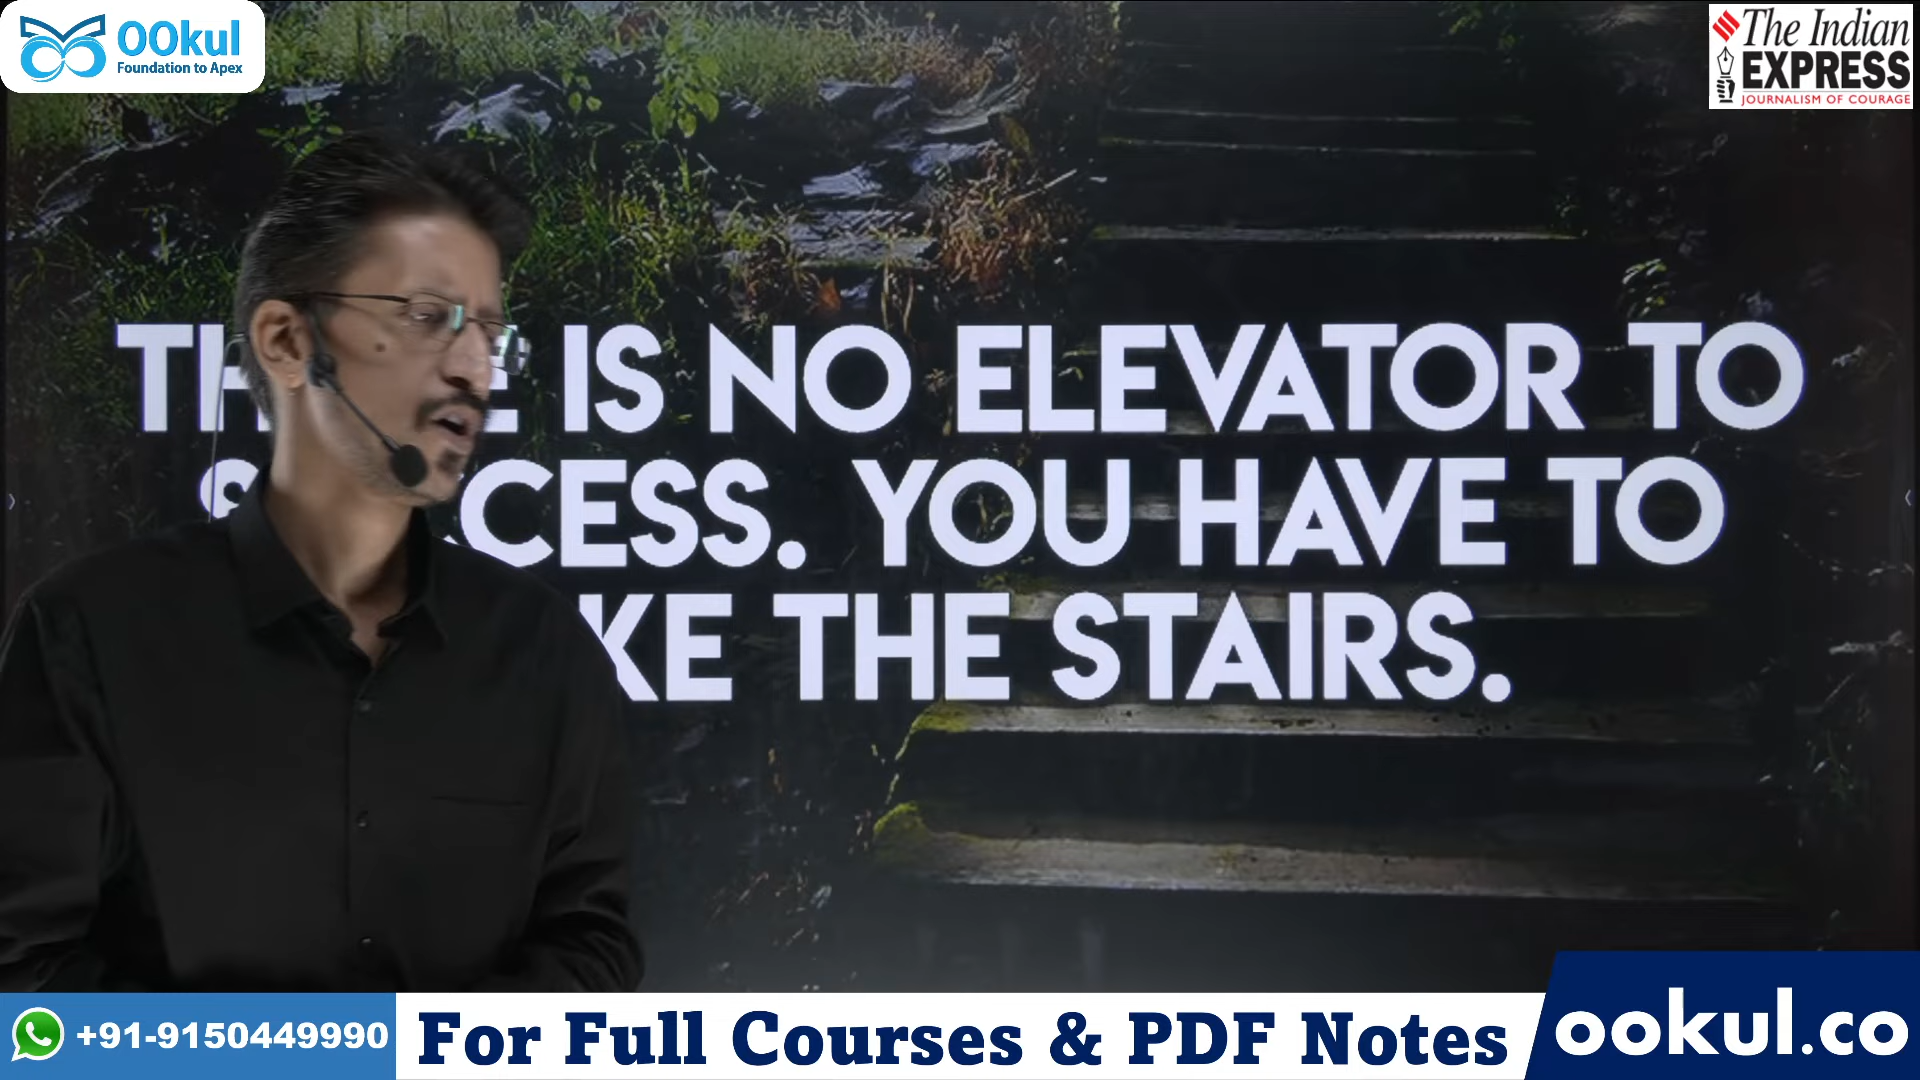 OOkul
Foundation to Apex
The Indian
EXPRESS
JOURNALISM OF COURAGE
IS NO ELEVATOR TO
YOU HAVE TO
THE STAIRS.
+91-9150449990
For Full Courses & PDF Notes
ookul.co